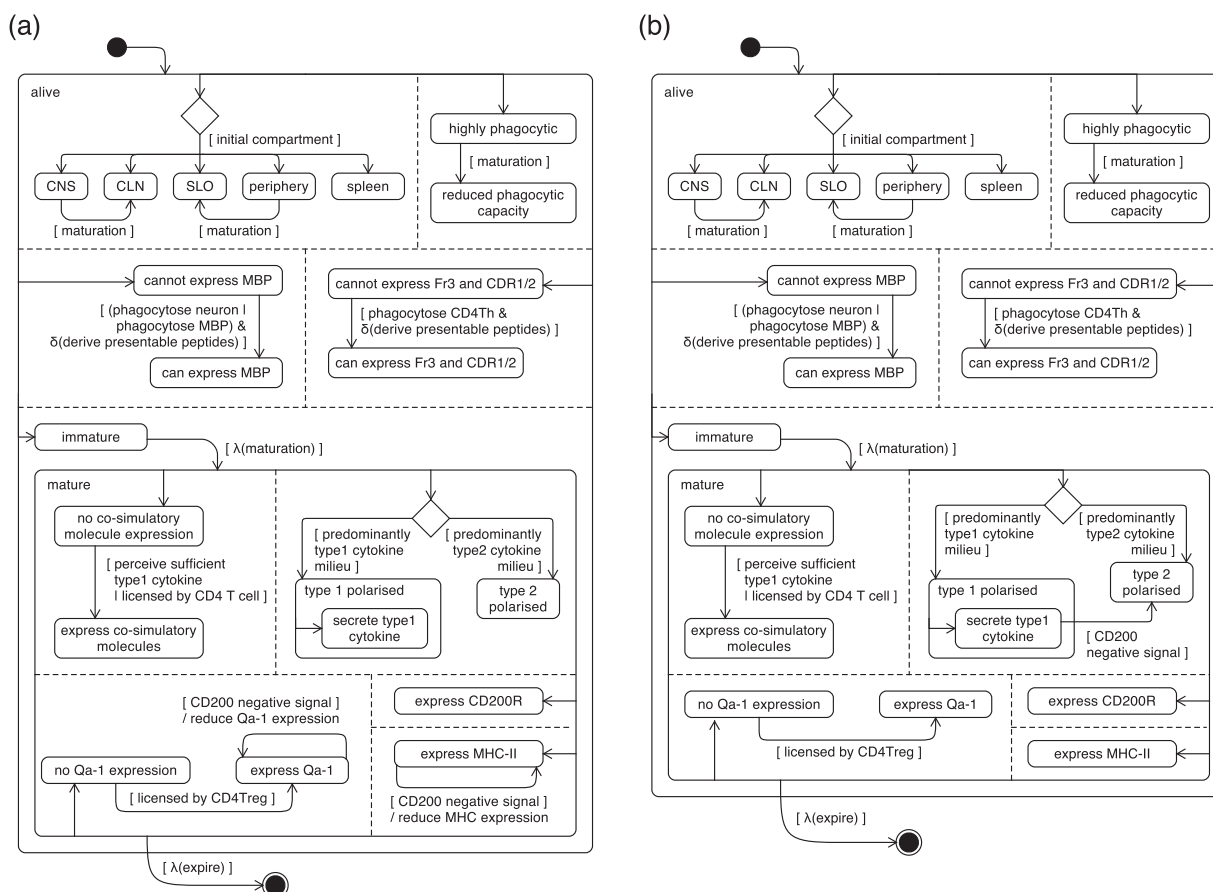 (a)
alive
[ initial compartment ]
CNS
CLN
SLO
periphery
spleen
[ maturation ]
[ maturation ]
highly phagocytic
[ maturation ]
reduced phagocytic
capacity
cannot express MBP
[ (phagocytose neuron |
phagocytose MBP) &
δ(derive presentable peptides) ]
can express MBP
cannot express Fr3 and CDR1/2
[ phagocytose CD4Th &
δ(derive presentable peptides) ]
can express Fr3 and CDR1/2
immature
[ λ(maturation) ]
mature
no co-simulatory
molecule expression
[ perceive sufficient
type1 cytokine
| licensed by CD4 T cell ]
express co-simulatory
molecules
[ predominantly
type1 cytokine
milieu ]
[ predominantly
type2 cytokine
milieu ]
type 1 polarised
secrete type1
cytokine
type 2
polarised
[ CD200 negative signal ]
/ reduce Qa-1 expression
no Qa-1 expression
express Qa-1
[ licensed by CD4Treg ]
express CD200R
express MHC-II
[ CD200 negative signal ]
/ reduce MHC expression
[ λ(expire) ]
(b)
alive
[ initial compartment ]
CNS
CLN
SLO
periphery
spleen
[ maturation ]
[ maturation ]
highly phagocytic
[ maturation ]
reduced phagocytic
capacity
cannot express MBP
[ (phagocytose neuron |
phagocytose MBP) &
δ(derive presentable peptides) ]
can express MBP
cannot express Fr3 and CDR1/2
[ phagocytose CD4Th &
δ(derive presentable peptides) ]
can express Fr3 and CDR1/2
immature
[ λ(maturation) ]
mature
no co-simulatory
molecule expression
[ perceive sufficient
type1 cytokine
| licensed by CD4 T cell ]
express co-simulatory
molecules
[ predominantly
type1 cytokine
milieu ]
[ predominantly
type2 cytokine
milieu ]
type 1 polarised
secrete type1
cytokine
type 2
polarised
[ CD200
negative signal ]
no Qa-1 expression
express Qa-1
[ licensed by CD4Treg ]
express CD200R
express MHC-II
[ λ(expire) ]